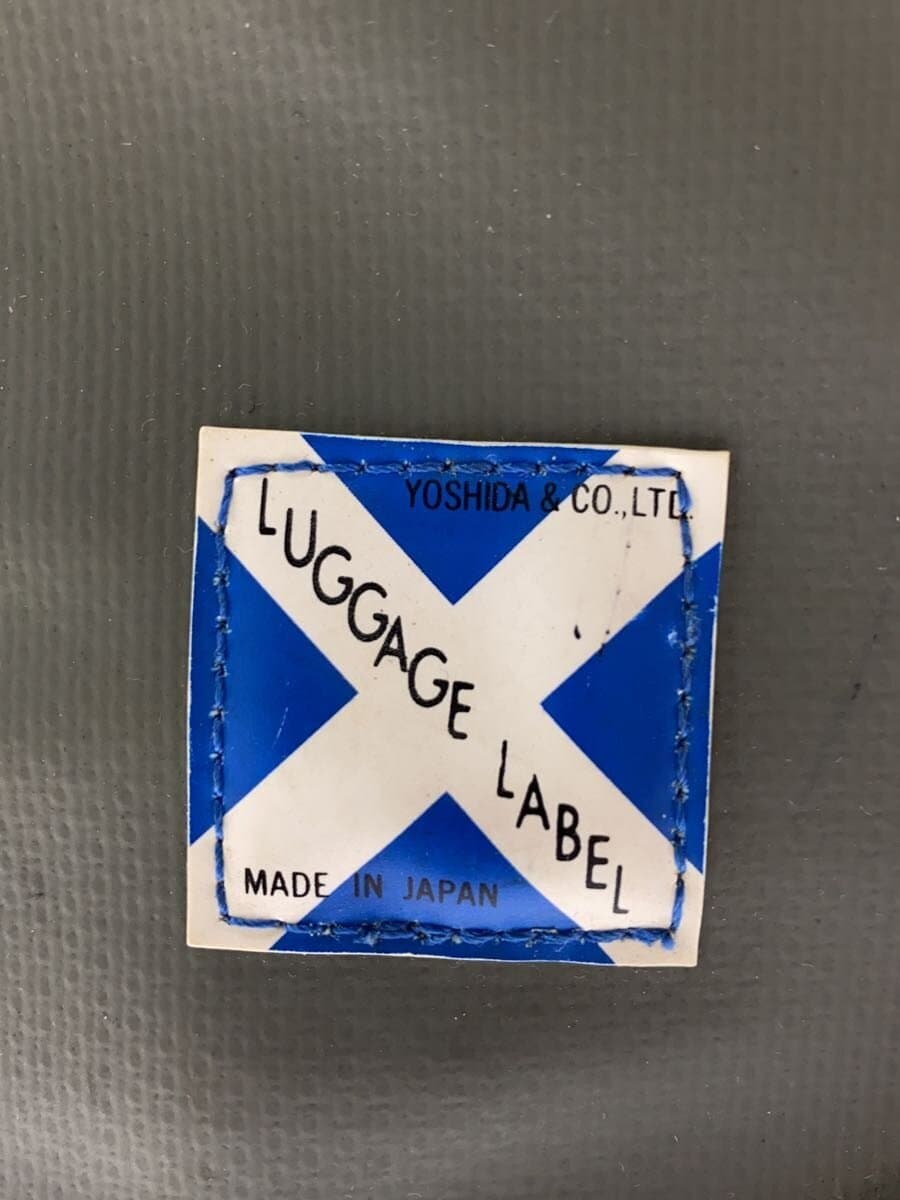 YOSHIDA & CO.,LTD.
LUGGAGE LABEL
MADE IN JAPAN